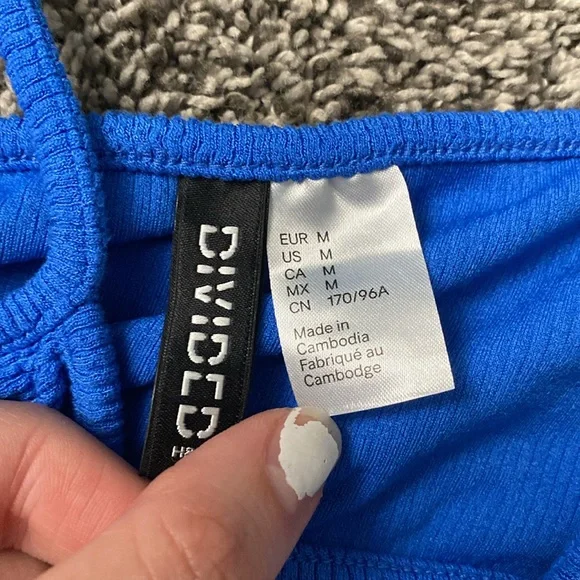 DIVIDED
EUR M
US M
CA M
MX M
CN 170/96A
Made in
Cambodia
Fabriqué au
Cambodge